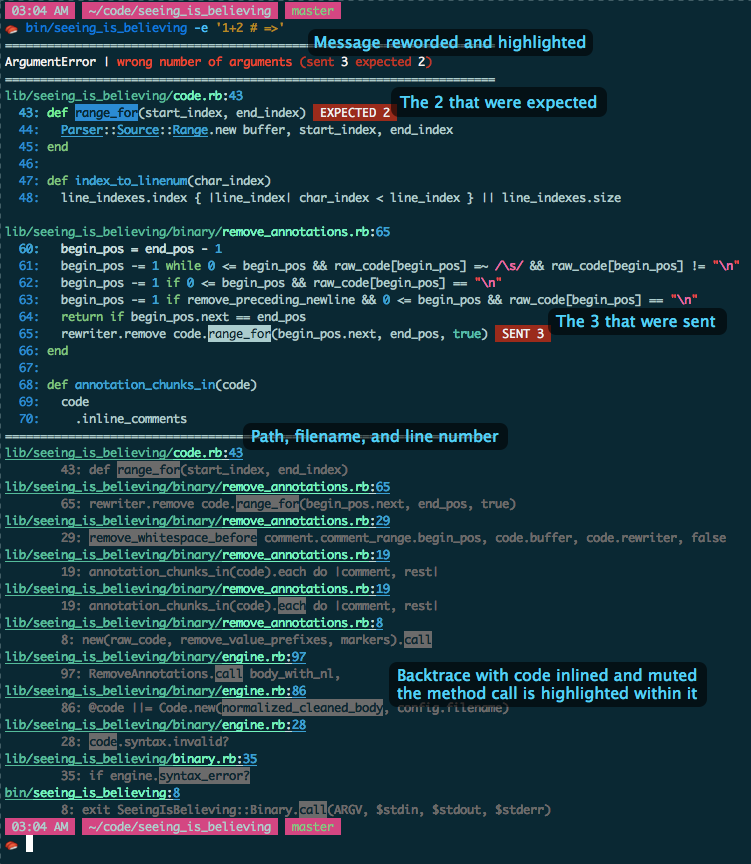 03:04 AM ~/code/seeing_is_believing master
bin/seeing_is_believing -e '1+2 # =>'
Message reworded and highlighted
ArgumentError | wrong number of arguments (sent 3 expected 2)
lib/seeing_is_believing/code.rb:43
The 2 that were expected
43: def range_for(start_index, end_index) EXPECTED 2
44: Parser::Source::Range.new buffer, start_index, end_index
45: end
46:
47: def index_to_linenum(char_index)
48: line_indexes.index { |line_index| char_index < line_index } || line_indexes.size
lib/seeing_is_believing/binary/remove_annotations.rb:65
60: begin_pos = end_pos - 1
61: begin_pos -= 1 while 0 <= begin_pos && raw_code[begin_pos] =~ /\s/ && raw_code[begin_pos] != "\n"
62: begin_pos -= 1 if 0 <= begin_pos && raw_code[begin_pos] == "\n"
63: begin_pos -= 1 if remove_preceding_newline && 0 <= begin_pos && raw_code[begin_pos] == "\n"
64: return if begin_pos.next == end_pos
The 3 that were sent
65: rewriter.remove code.range_for(begin_pos.next, end_pos, true) SENT 3
66: end
67:
68: def annotation_chunks_in(code)
69: code
70: .inline_comments
Path, filename, and line number
lib/seeing_is_believing/code.rb:43
43: def range_for(start_index, end_index)
lib/seeing_is_believing/binary/remove_annotations.rb:65
65: rewriter.remove code.range_for(begin_pos.next, end_pos, true)
lib/seeing_is_believing/binary/remove_annotations.rb:29
29: remove_whitespace_before comment.comment_range.begin_pos, code.buffer, code.rewriter, false
lib/seeing_is_believing/binary/remove_annotations.rb:19
19: annotation_chunks_in(code).each do |comment, rest|
lib/seeing_is_believing/binary/remove_annotations.rb:19
19: annotation_chunks_in(code).each do |comment, rest|
lib/seeing_is_believing/binary/remove_annotations.rb:8
8: new(raw_code, remove_value_prefixes, markers).call
lib/seeing_is_believing/binary/engine.rb:97
97: RemoveAnnotations.call body_with_nl,
Backtrace with code inlined and muted
the method call is highlighted within it
lib/seeing_is_believing/binary/engine.rb:86
86: @code ||= Code.new(normalized_cleaned_body, config.filename)
lib/seeing_is_believing/binary/engine.rb:28
28: code.syntax.invalid?
lib/seeing_is_believing/binary.rb:35
35: if engine.syntax_error?
bin/seeing_is_believing:8
8: exit SeeingIsBelieving::Binary.call(ARGV, $stdin, $stdout, $stderr)
03:04 AM ~/code/seeing_is_believing master